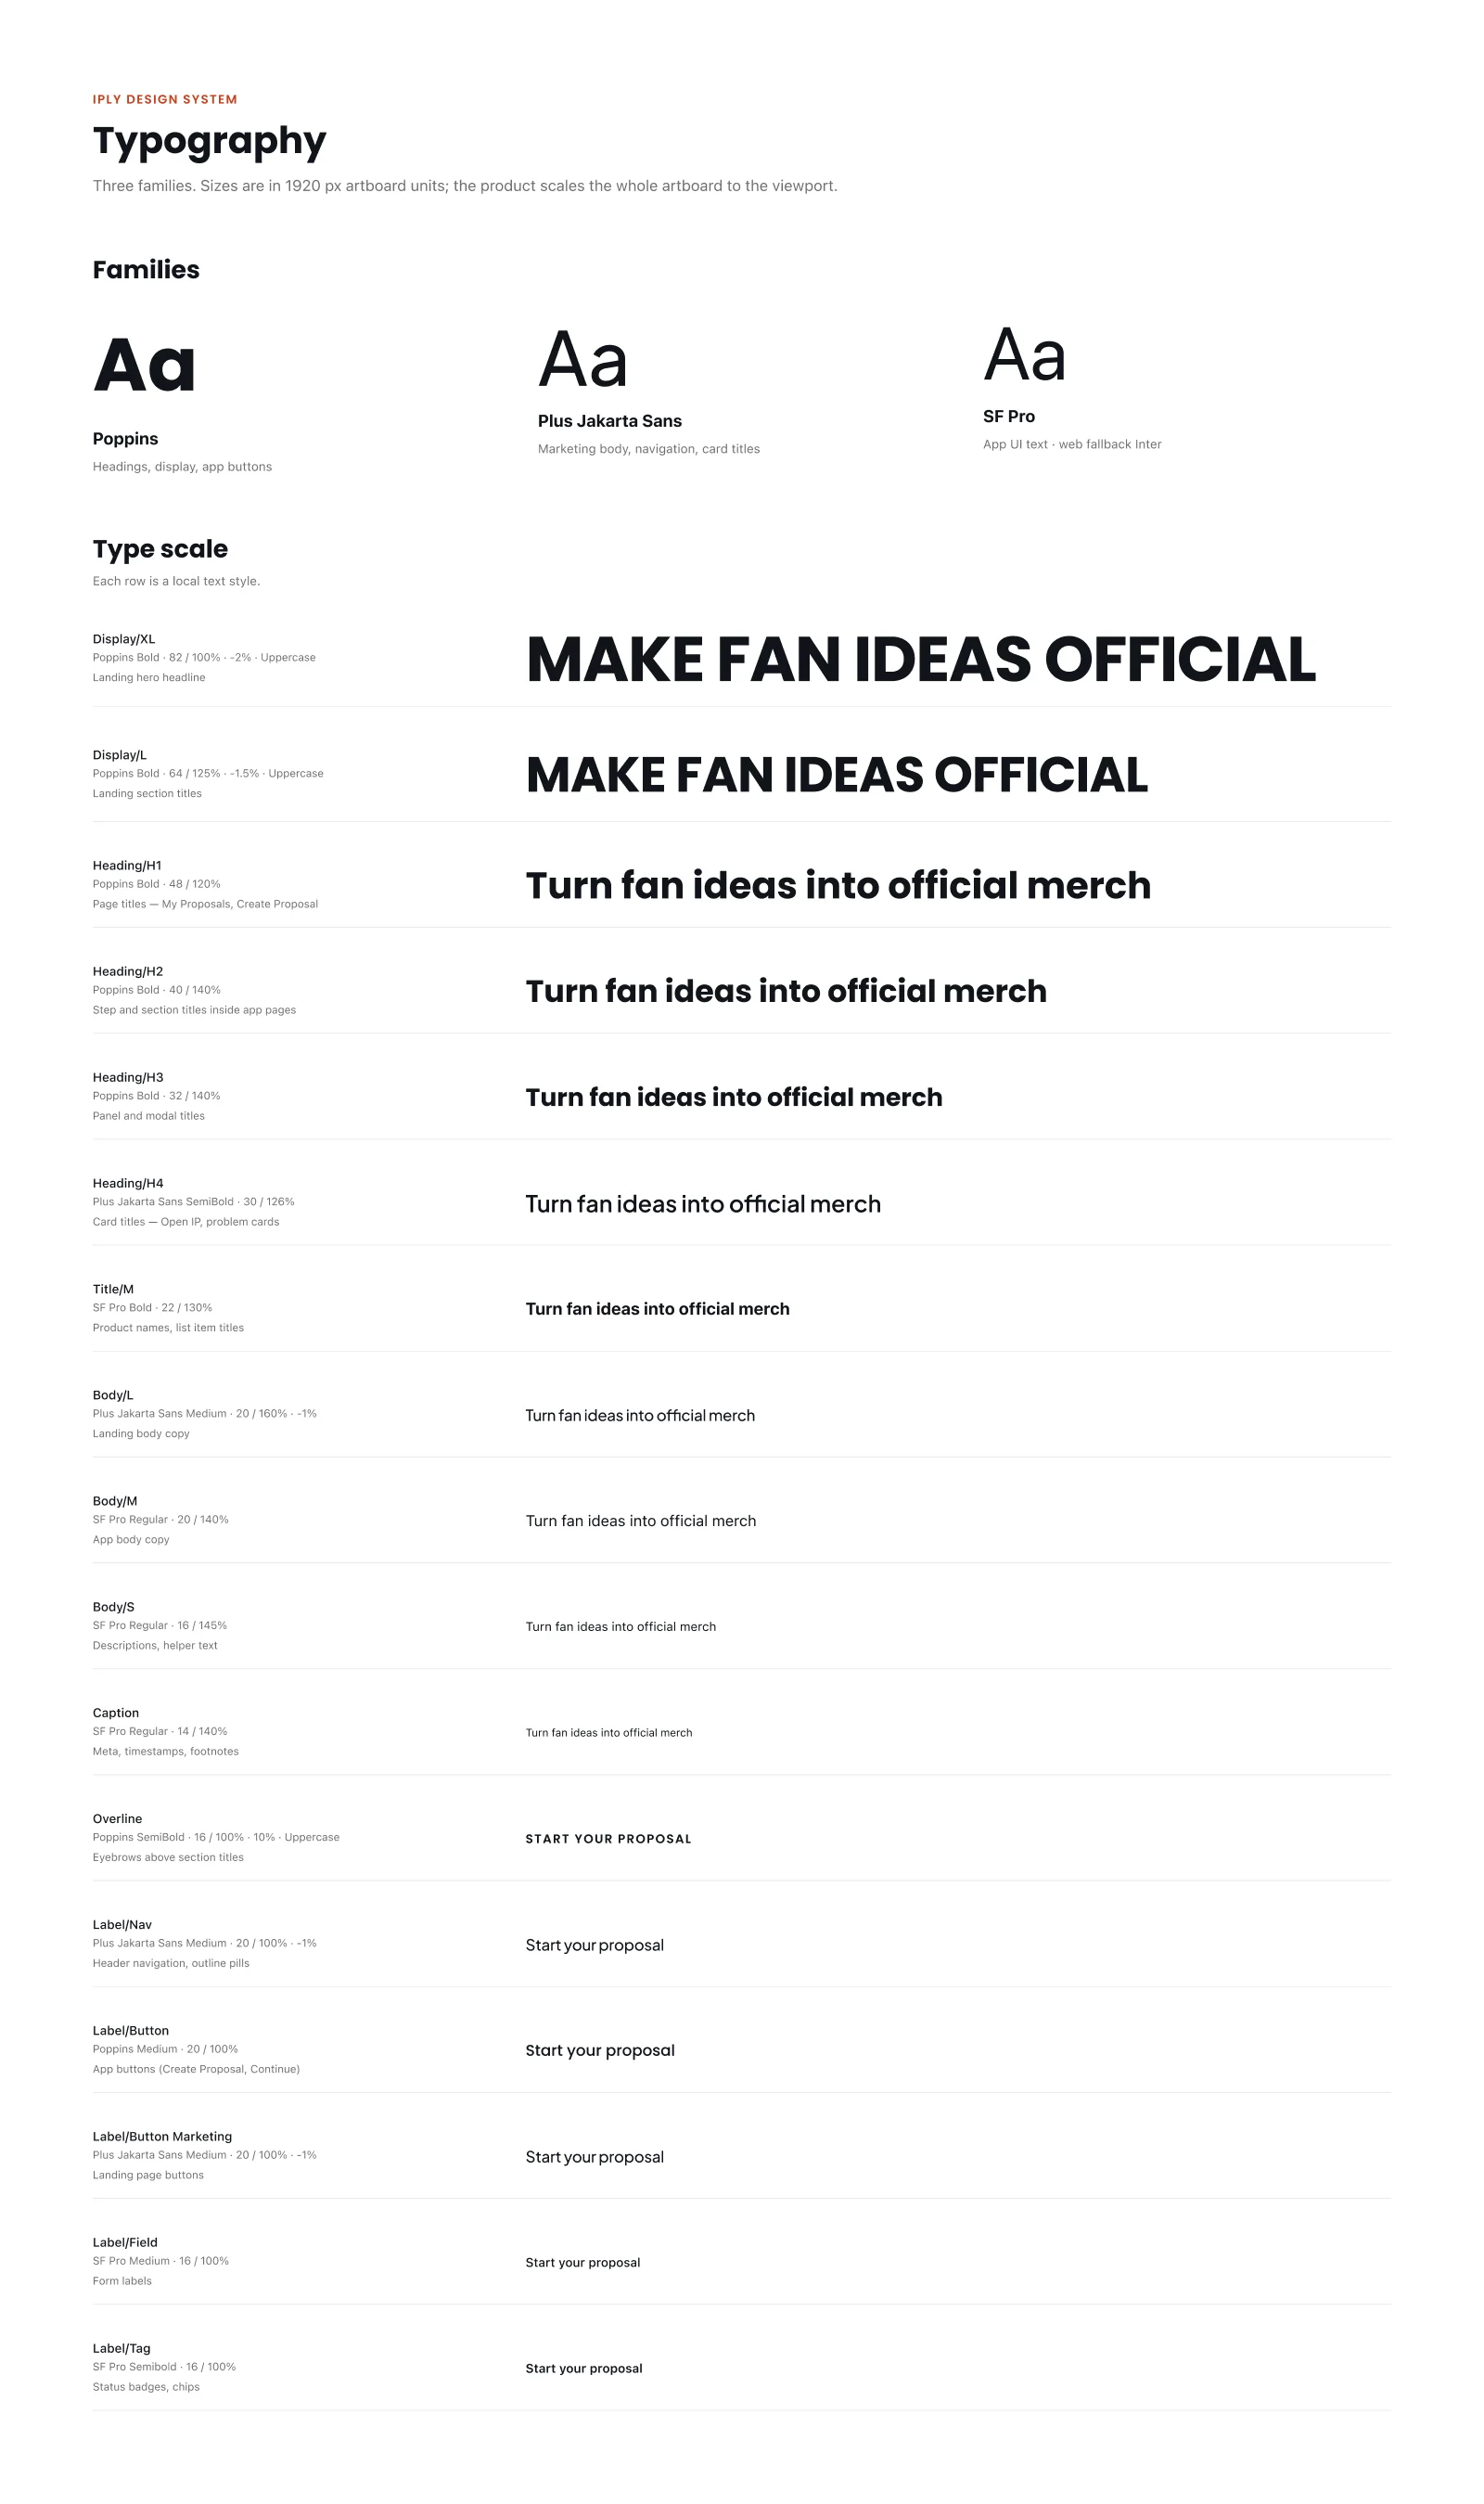 IPLY DESIGN SYSTEM
Typography
Three families. Sizes are in 1920 px artboard units; the product scales the whole artboard to the viewport.
Families
Aa
Poppins
Headings, display, app buttons
Aa
Plus Jakarta Sans
Marketing body, navigation, card titles
Aa
SF Pro
App UI text · web fallback Inter
Type scale
Each row is a local text style.
Display/XL
Poppins Bold · 82 / 100% · -2% · Uppercase
Landing hero headline
MAKE FAN IDEAS OFFICIAL
Display/L
Poppins Bold · 64 / 125% · -1.5% · Uppercase
Landing section titles
MAKE FAN IDEAS OFFICIAL
Heading/H1
Poppins Bold · 48 / 120%
Page titles — My Proposals, Create Proposal
Turn fan ideas into official merch
Heading/H2
Poppins Bold · 40 / 140%
Step and section titles inside app pages
Turn fan ideas into official merch
Heading/H3
Poppins Bold · 32 / 140%
Panel and modal titles
Turn fan ideas into official merch
Heading/H4
Plus Jakarta Sans SemiBold · 30 / 126%
Card titles — Open IP, problem cards
Turn fan ideas into official merch
Title/M
SF Pro Bold · 22 / 130%
Product names, list item titles
Turn fan ideas into official merch
Body/L
Plus Jakarta Sans Medium · 20 / 160% · -1%
Landing body copy
Turn fan ideas into official merch
Body/M
SF Pro Regular · 20 / 140%
App body copy
Turn fan ideas into official merch
Body/S
SF Pro Regular · 16 / 145%
Descriptions, helper text
Turn fan ideas into official merch
Caption
SF Pro Regular · 14 / 140%
Meta, timestamps, footnotes
Turn fan ideas into official merch
Overline
Poppins SemiBold · 16 / 100% · 10% · Uppercase
Eyebrows above section titles
START YOUR PROPOSAL
Label/Nav
Plus Jakarta Sans Medium · 20 / 100% · -1%
Header navigation, outline pills
Start your proposal
Label/Button
Poppins Medium · 20 / 100%
App buttons (Create Proposal, Continue)
Start your proposal
Label/Button Marketing
Plus Jakarta Sans Medium · 20 / 100% · -1%
Landing page buttons
Start your proposal
Label/Field
SF Pro Medium · 16 / 100%
Form labels
Start your proposal
Label/Tag
SF Pro Semibold · 16 / 100%
Status badges, chips
Start your proposal